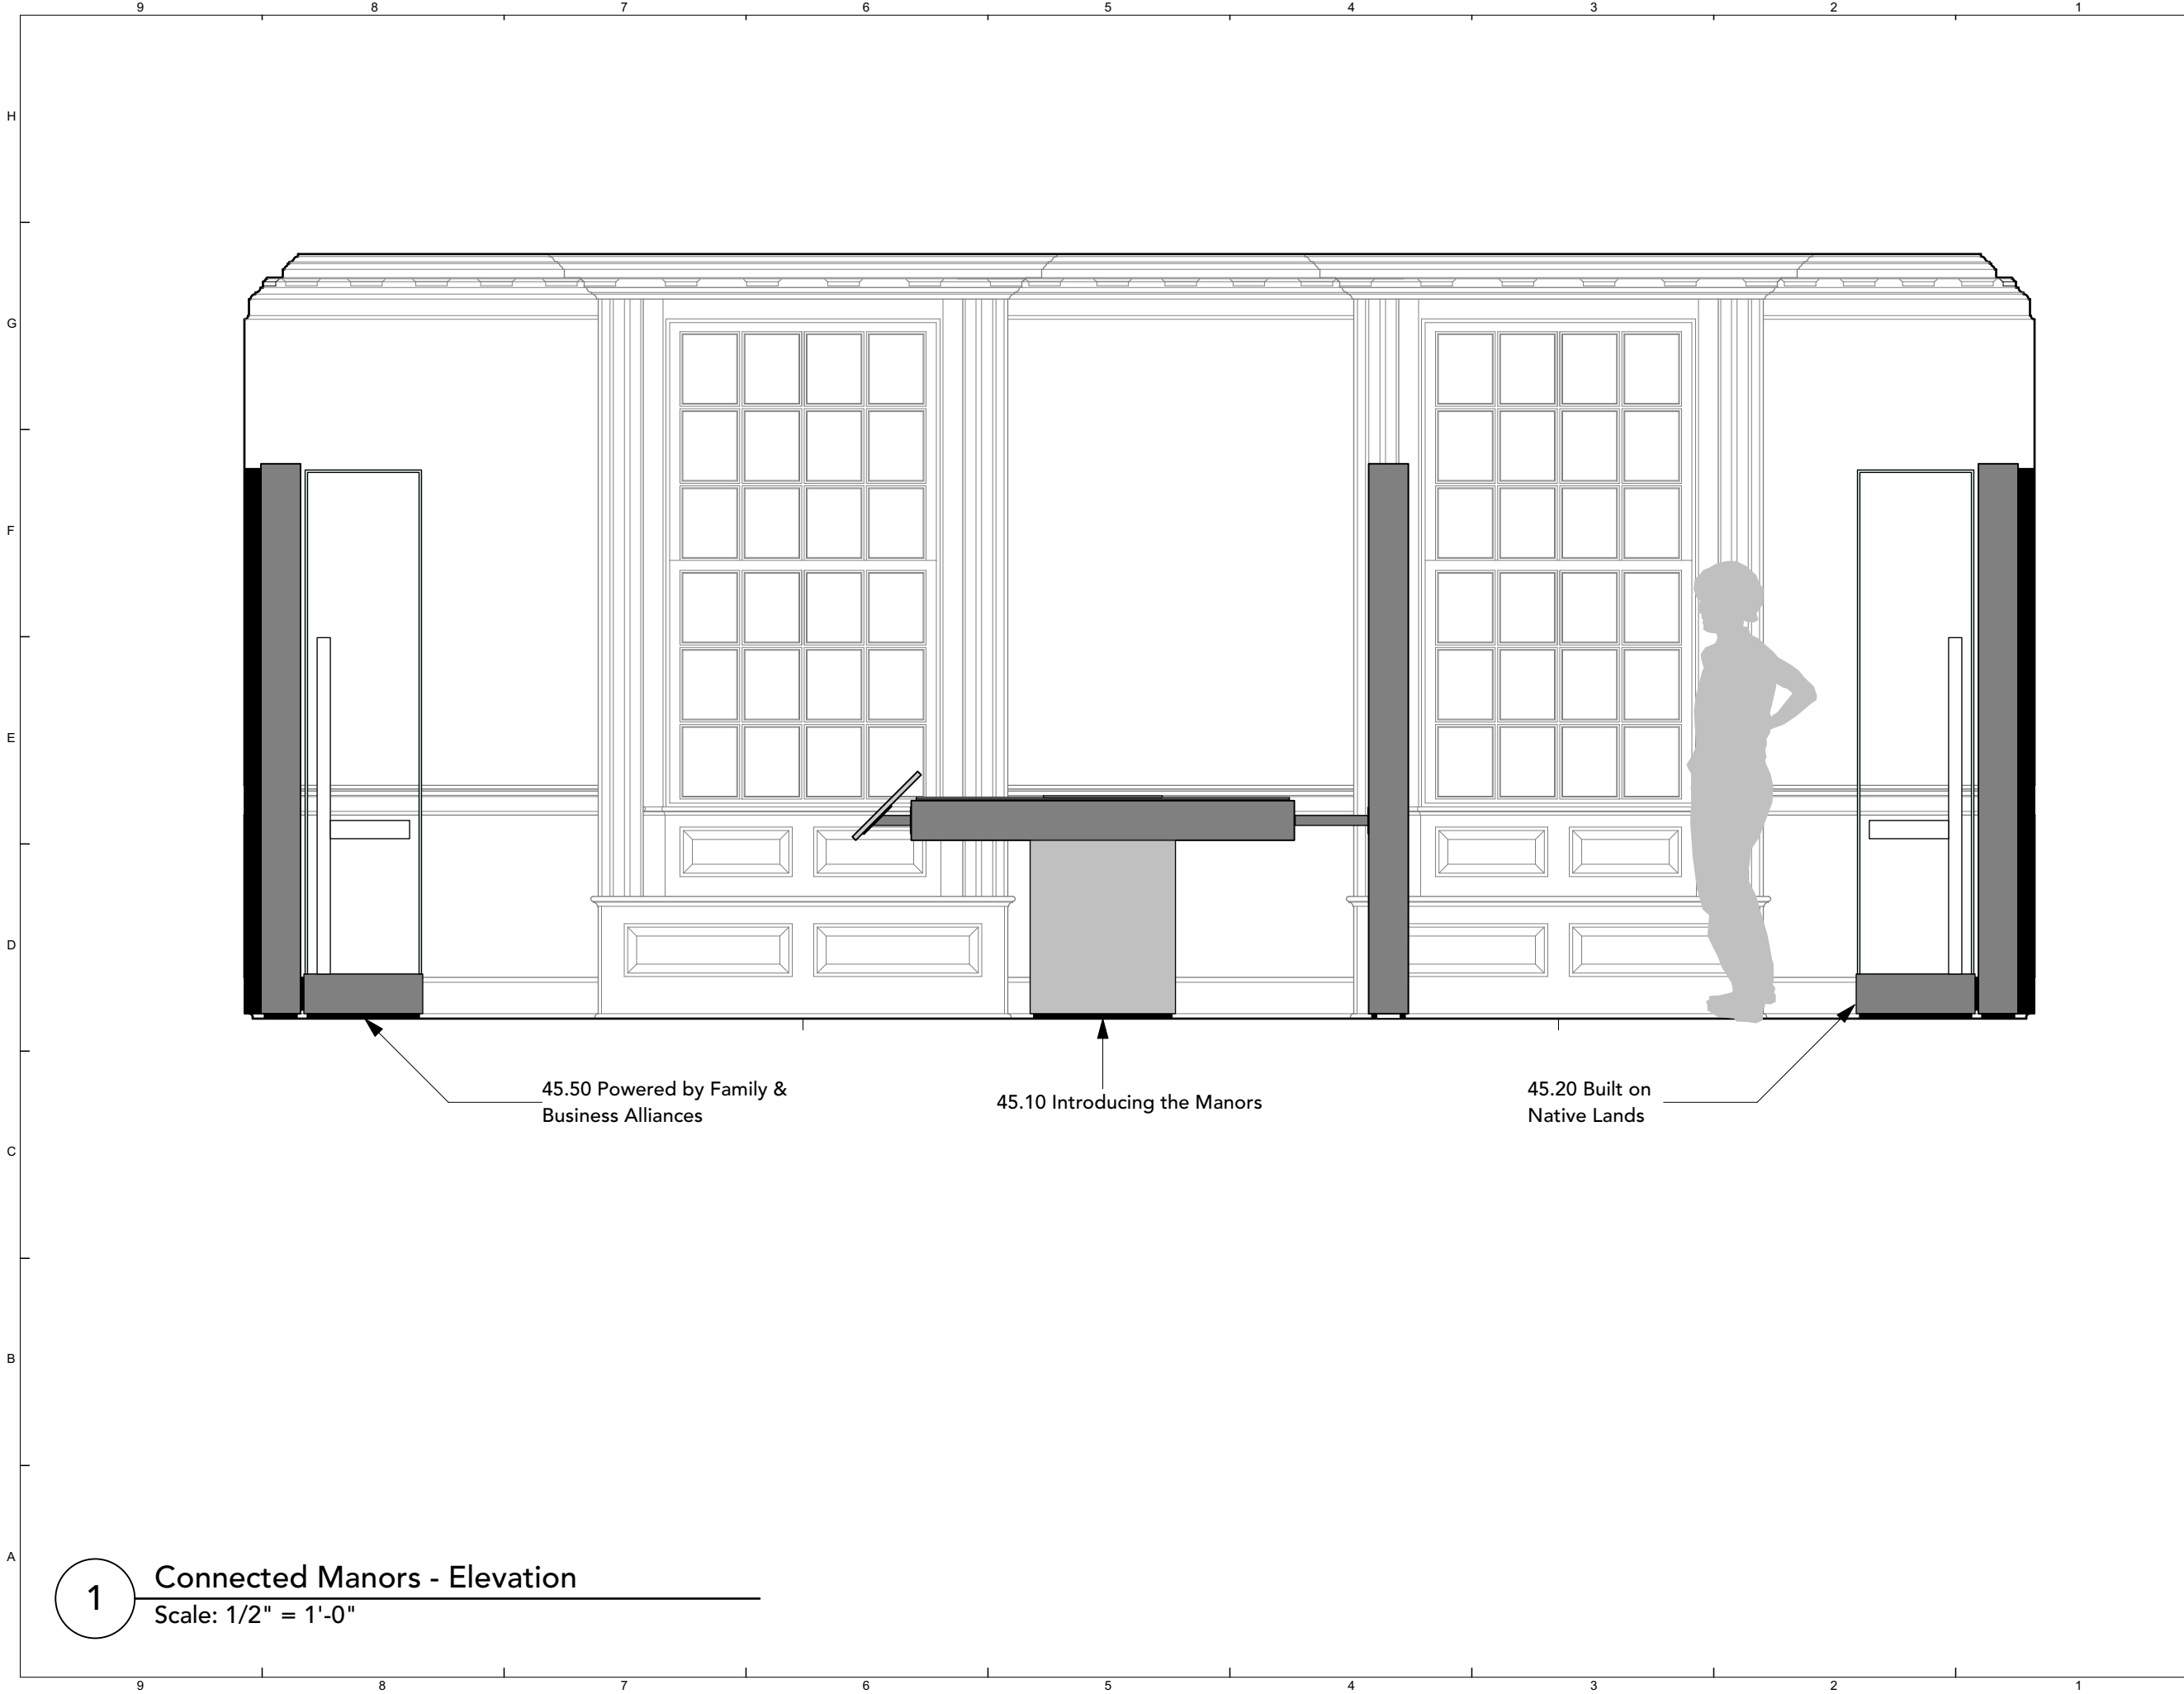 9 8 7 6 5 4 3 2 1
H
G
F
E
D
45.50 Powered by Family &
Business Alliances
45.10 Introducing the Manors
45.20 Built on
Native Lands
C
B
A
1
Connected Manors - Elevation
Scale: 1/2" = 1'-0"
9 8 7 6 5 4 3 2 1